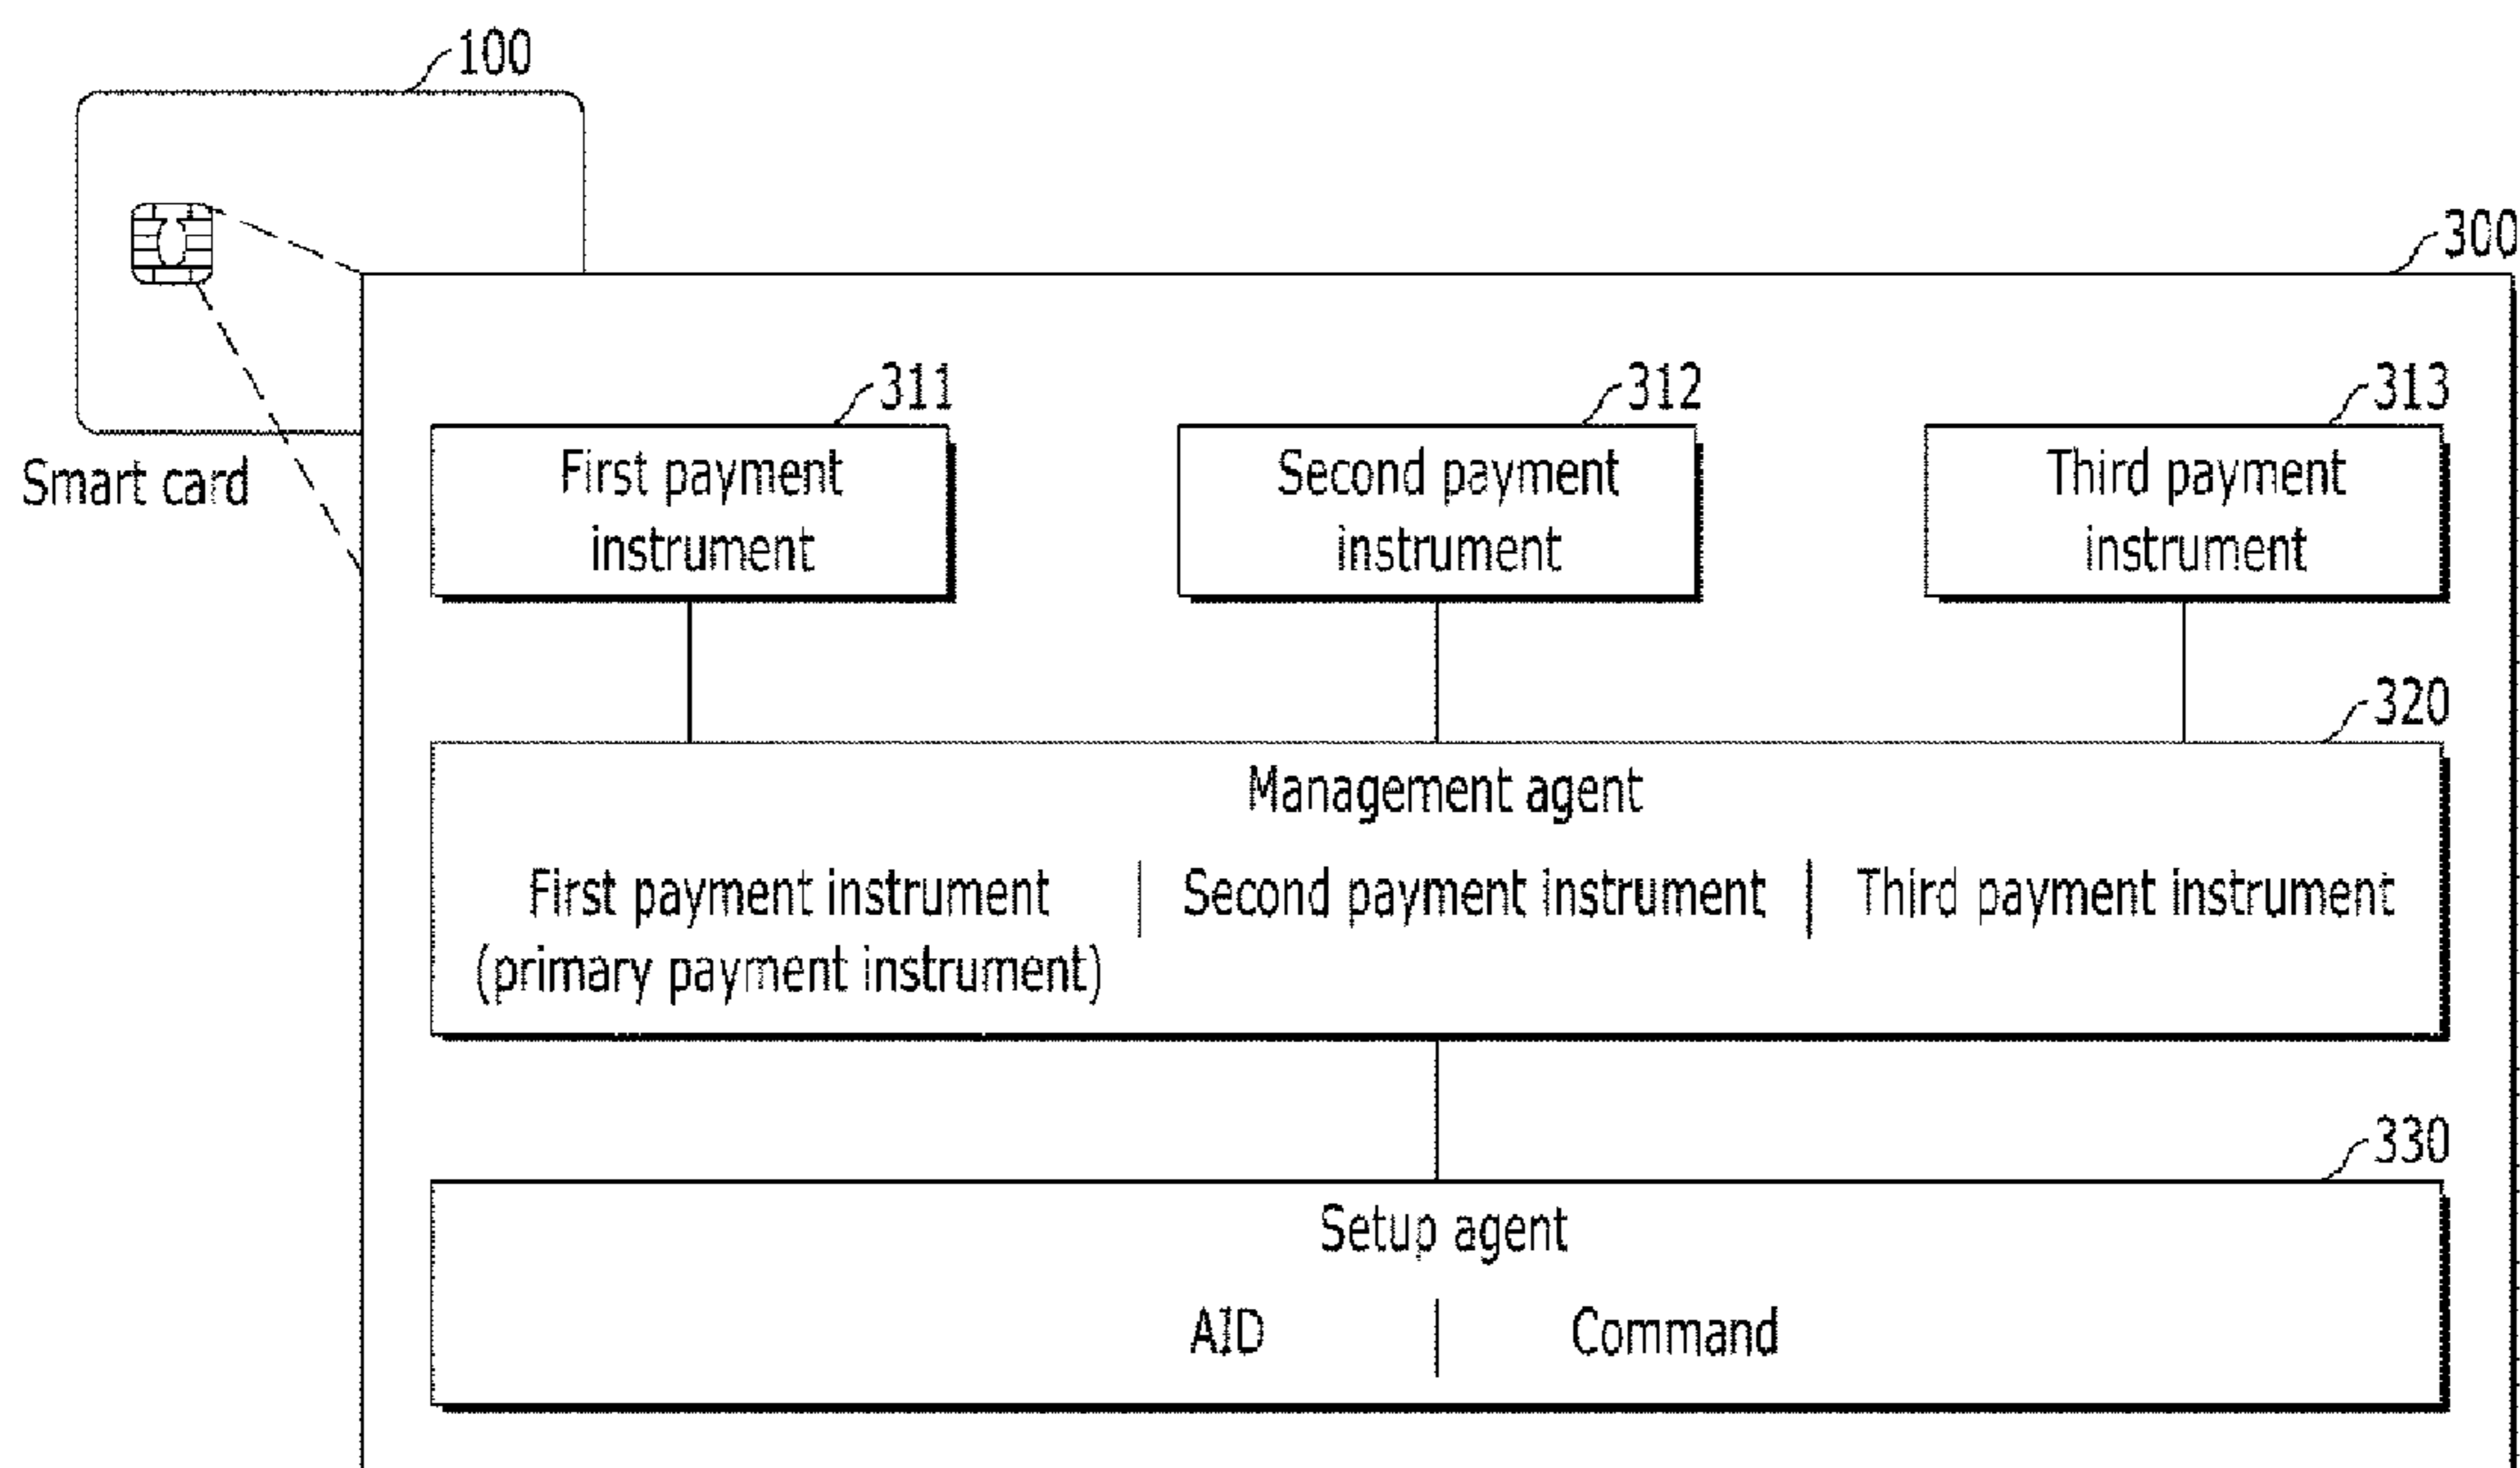 100
300
Smart card
311
312
313
First payment
instrument
Second payment
instrument
Third payment
instrument
320
Management agent
First payment instrument | Second payment instrument | Third payment instrument
(primary payment instrument)
330
Setup agent
AID | Command